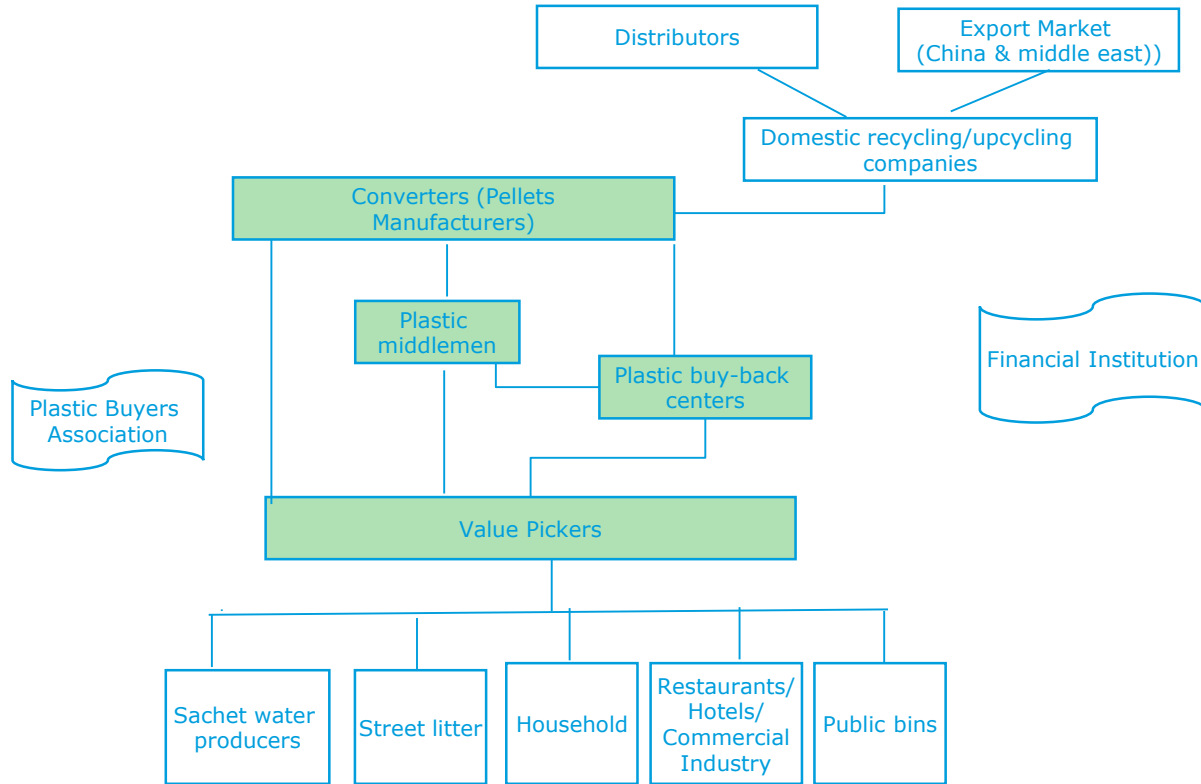 Distributors
Export Market
(China & middle east))
Domestic recycling/upcycling
companies
Converters (Pellets
Manufacturers)
Plastic
middlemen
Plastic buy-back
centers
Financial Institution
Plastic Buyers
Association
Value Pickers
Sachet water
producers
Street litter
Household
Restaurants/
Hotels/
Commercial
Industry
Public bins